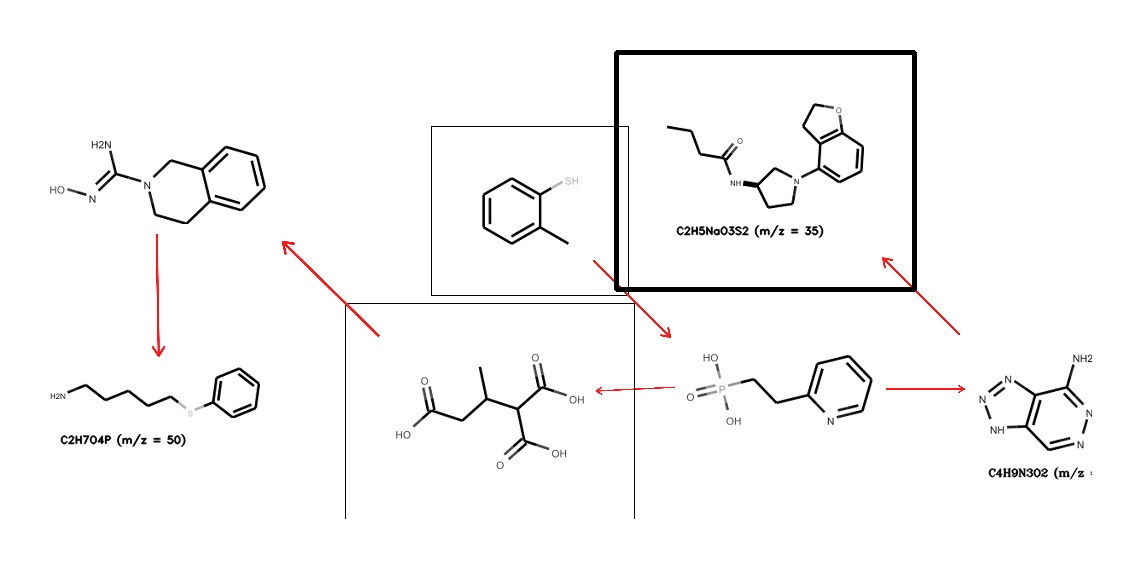 O
H2N
SH
O
HO
N
N
NH
N
C2H5NaO3S2 (m/z = 35)
HO
O
NH2
O
O
P
N
H2N
OH
O
N
N
S
HO
OH
N
NH
N
C2H7O4P (m/z = 50)
OH
O
C4H9N3O2 (m/z